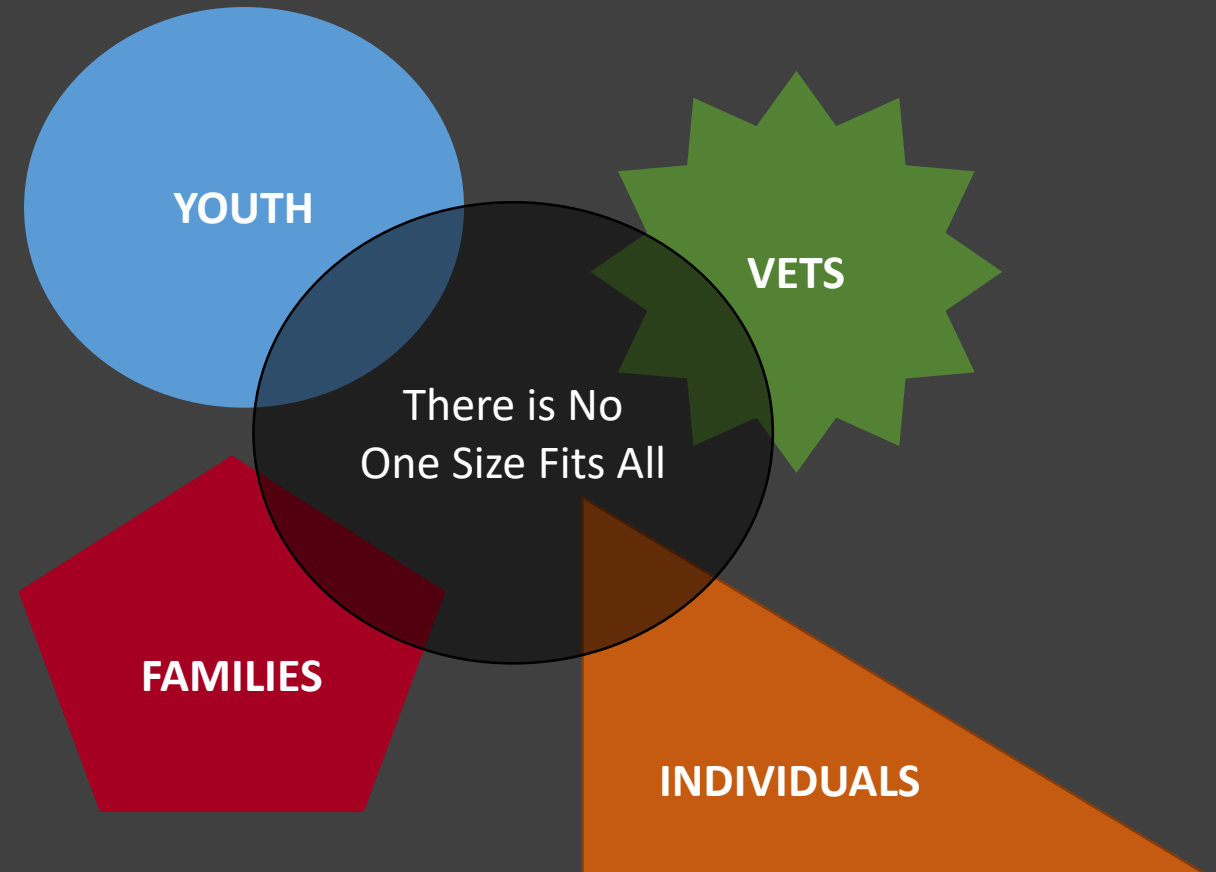 YOUTH
VETS
There is No
One Size Fits All
FAMILIES
INDIVIDUALS